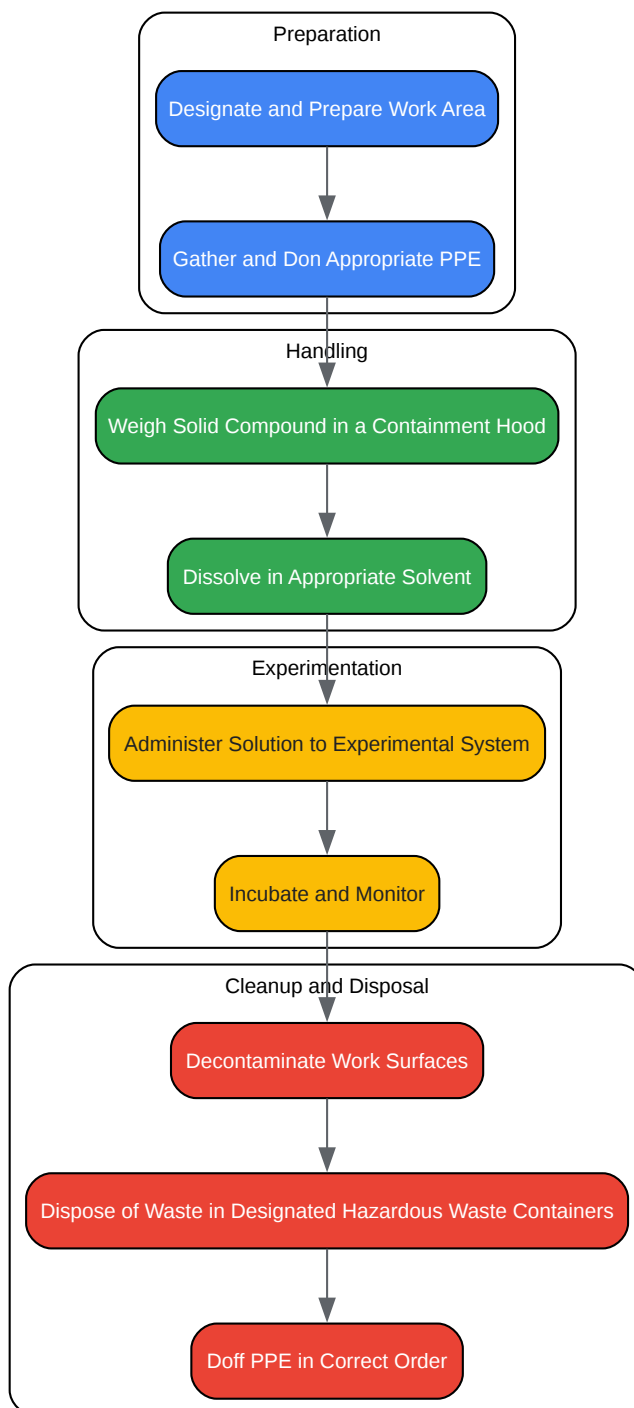 Preparation
Designate and Prepare Work Area
Gather and Don Appropriate PPE
Handling
Weigh Solid Compound in a Containment Hood
Dissolve in Appropriate Solvent
Experimentation
Administer Solution to Experimental System
Incubate and Monitor
Cleanup and Disposal
Decontaminate Work Surfaces
Dispose of Waste in Designated Hazardous Waste Containers
Doff PPE in Correct Order